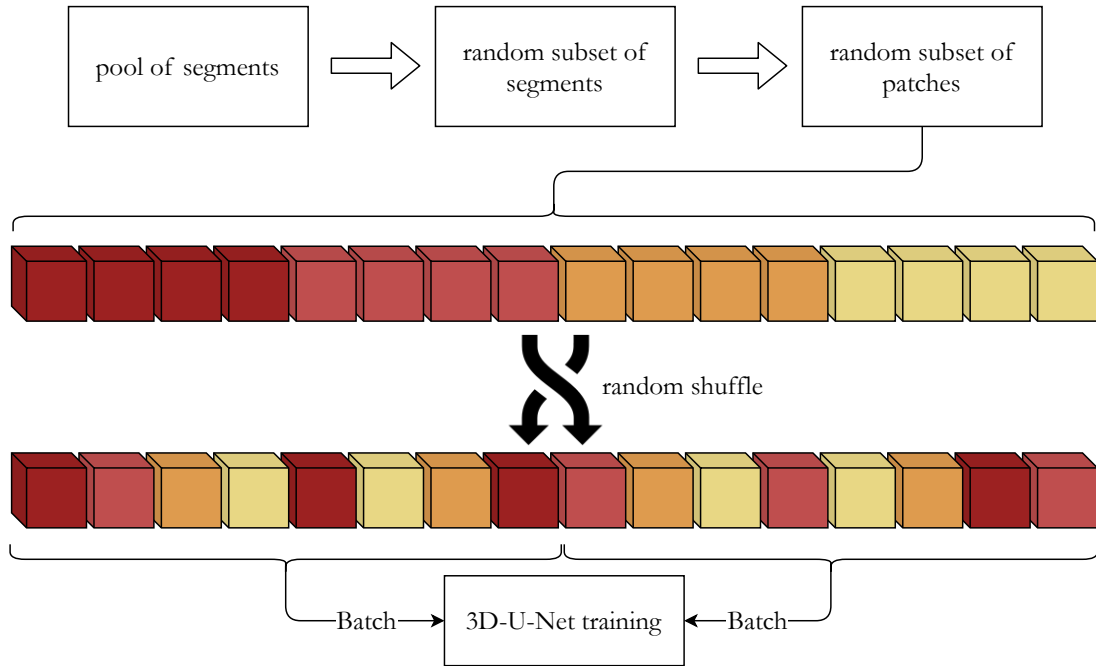 pool of segments
random subset of
segments
random subset of
patches
random shuffle
Batch
3D-U-Net training
Batch